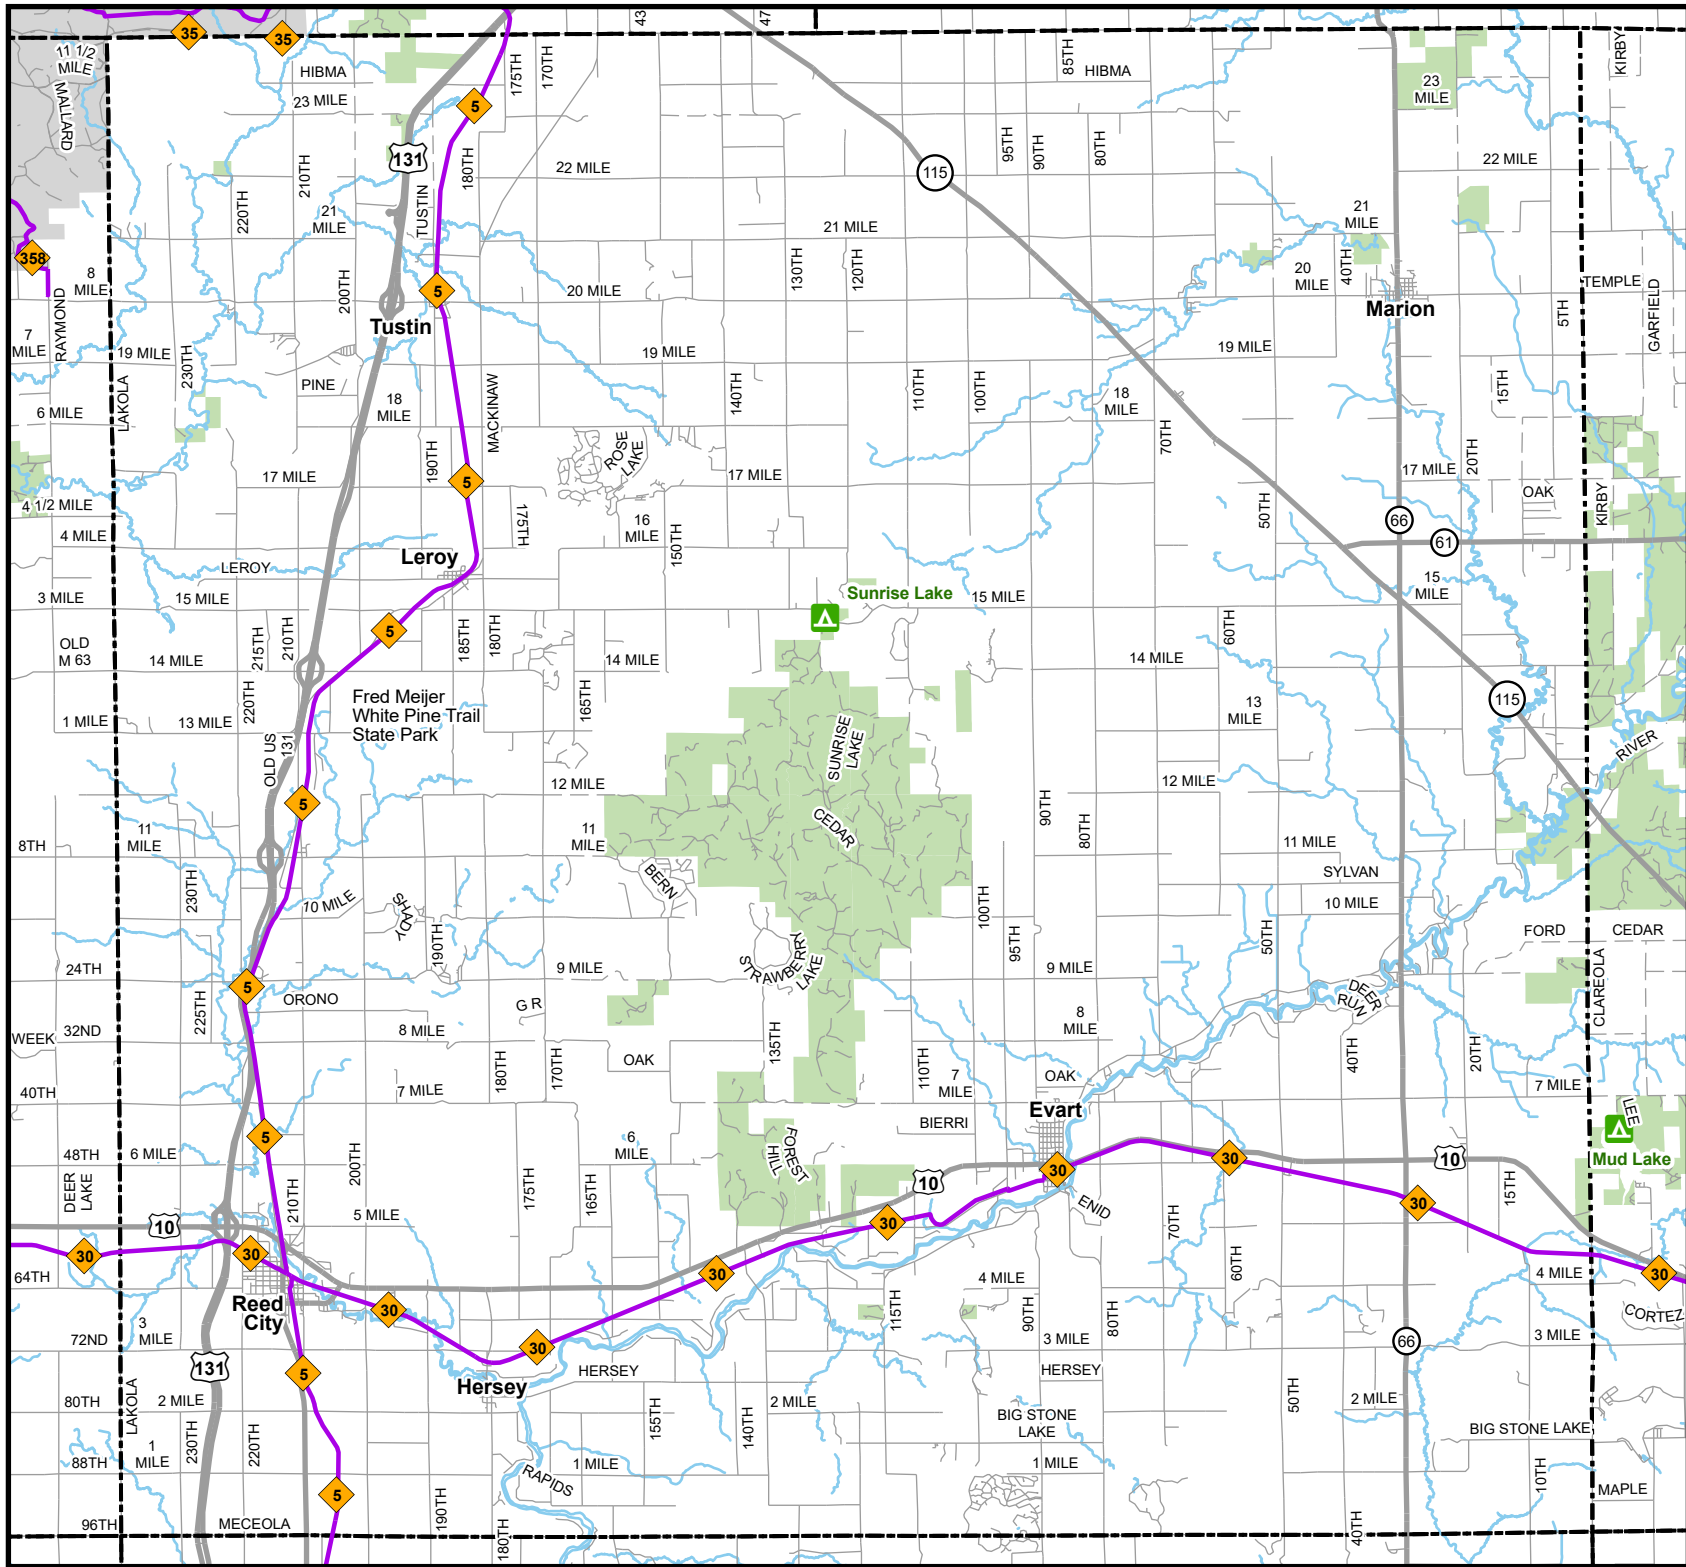 43
47
35
35
11 1/2
MILE
MALLARD
HIBMA
23 MILE
175TH
170TH
85TH
HIBMA
23
MILE
KIRBY
5
131
180TH
22 MILE
115
95TH
90TH
80TH
22 MILE
210TH
220TH
21
MILE
TUSTIN
21 MILE
21
MILE
358
8
MILE
200TH
5
20 MILE
130TH
120TH
20
MILE
40TH
TEMPLE
Tustin
Marion
5TH
GARFIELD
RAYMOND
7
MILE
19 MILE
230TH
19 MILE
19 MILE
LAKOLA
PINE
18
MILE
MACKINAW
140TH
110TH
100TH
18
MILE
15TH
6 MILE
190TH
ROSE
LAKE
70TH
17 MILE
5
17 MILE
17 MILE
20TH
4 1/2 MILE
175TH
16
MILE
150TH
50TH
OAK
KIRBY
66
61
4 MILE
LEROY
Leroy
15
MILE
3 MILE
15 MILE
Sunrise Lake
15 MILE
5
OLD
M 63
14 MILE
215TH
210TH
185TH
180TH
14 MILE
60TH
14 MILE
220TH
Fred Meijer
White Pine Trail
State Park
165TH
13
MILE
115
1 MILE
13 MILE
OLD US
131
SUNRISE
LAKE
RIVER
12 MILE
12 MILE
5
90TH
80TH
11
MILE
11
MILE
CEDAR
11 MILE
8TH
SYLVAN
230TH
10 MILE
SHADY
BERN
100TH
10 MILE
190TH
95TH
50TH
FORD
CEDAR
STRAWBERRY
LAKE
24TH
5
9 MILE
9 MILE
ORONO
G R
DEER
RUN
CLAREOLA
225TH
8
MILE
WEEK
32ND
8 MILE
135TH
OAK
180TH
170TH
110TH
7
MILE
OAK
40TH
20TH
7 MILE
40TH
7 MILE
Evart
LEE
5
BIERRI
6
MILE
FOREST
HILL
48TH
6 MILE
Mud Lake
200TH
30
30
10
10
DEER
LAKE
175TH
165TH
15TH
210TH
10
5 MILE
30
ENID
30
70TH
30
30
60TH
64TH
30
4 MILE
4 MILE
30
Reed
City
30
115TH
90TH
80TH
CORTEZ
3
MILE
72ND
30
3 MILE
66
3 MILE
131
5
HERSEY
HERSEY
Hersey
80TH
LAKOLA
2 MILE
155TH
140TH
2 MILE
50TH
2 MILE
BIG STONE
LAKE
BIG STONE LAKE
1
MILE
88TH
230TH
220TH
1 MILE
1 MILE
RAPIDS
10TH
MAPLE
5
190TH
96TH
MECEOLA
180TH
40TH